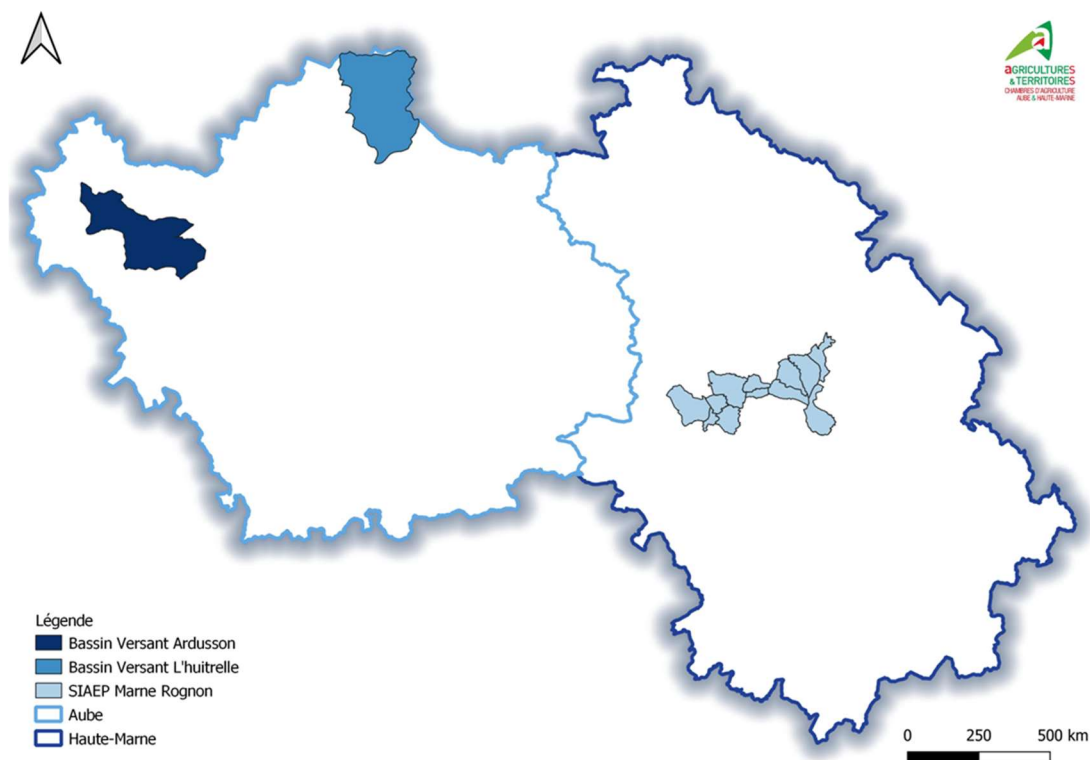 aGRICULTURES
& TERRITOIRES
CHAMBRES D'AGRICULTURE
AUBE & HAUTE-MARNE
Légende
Bassin Versant Ardusson
Bassin Versant L'huitrelle
SIAEP Marne Rognon
Aube
Haute-Marne
0 250 500 km